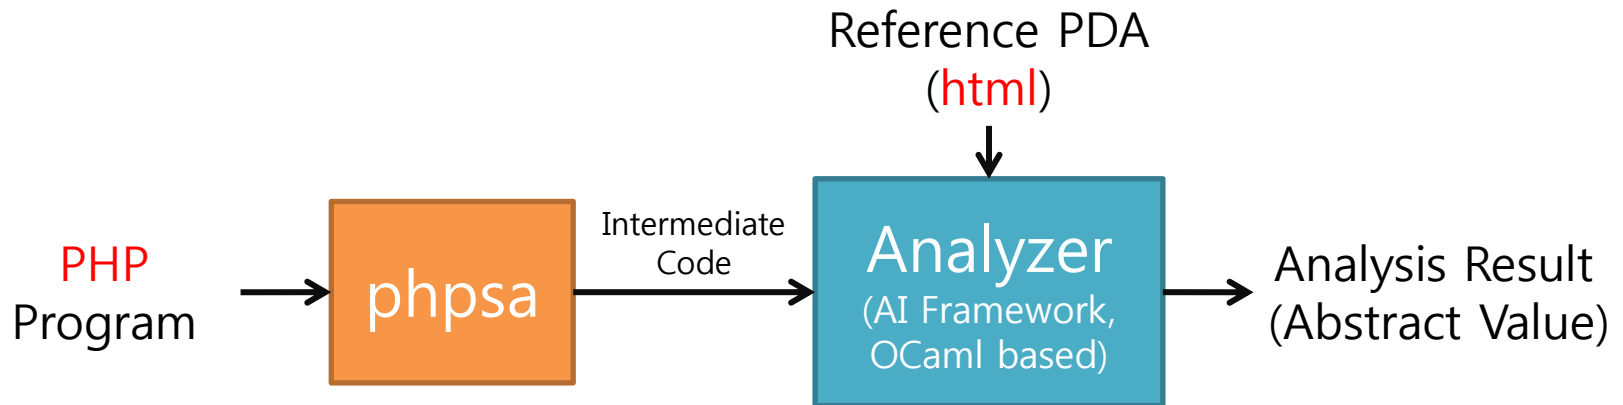 Reference PDA
(html)
PHP
Program
phpsa
Intermediate
Code
Analyzer
(AI Framework,
OCaml based)
Analysis Result
(Abstract Value)